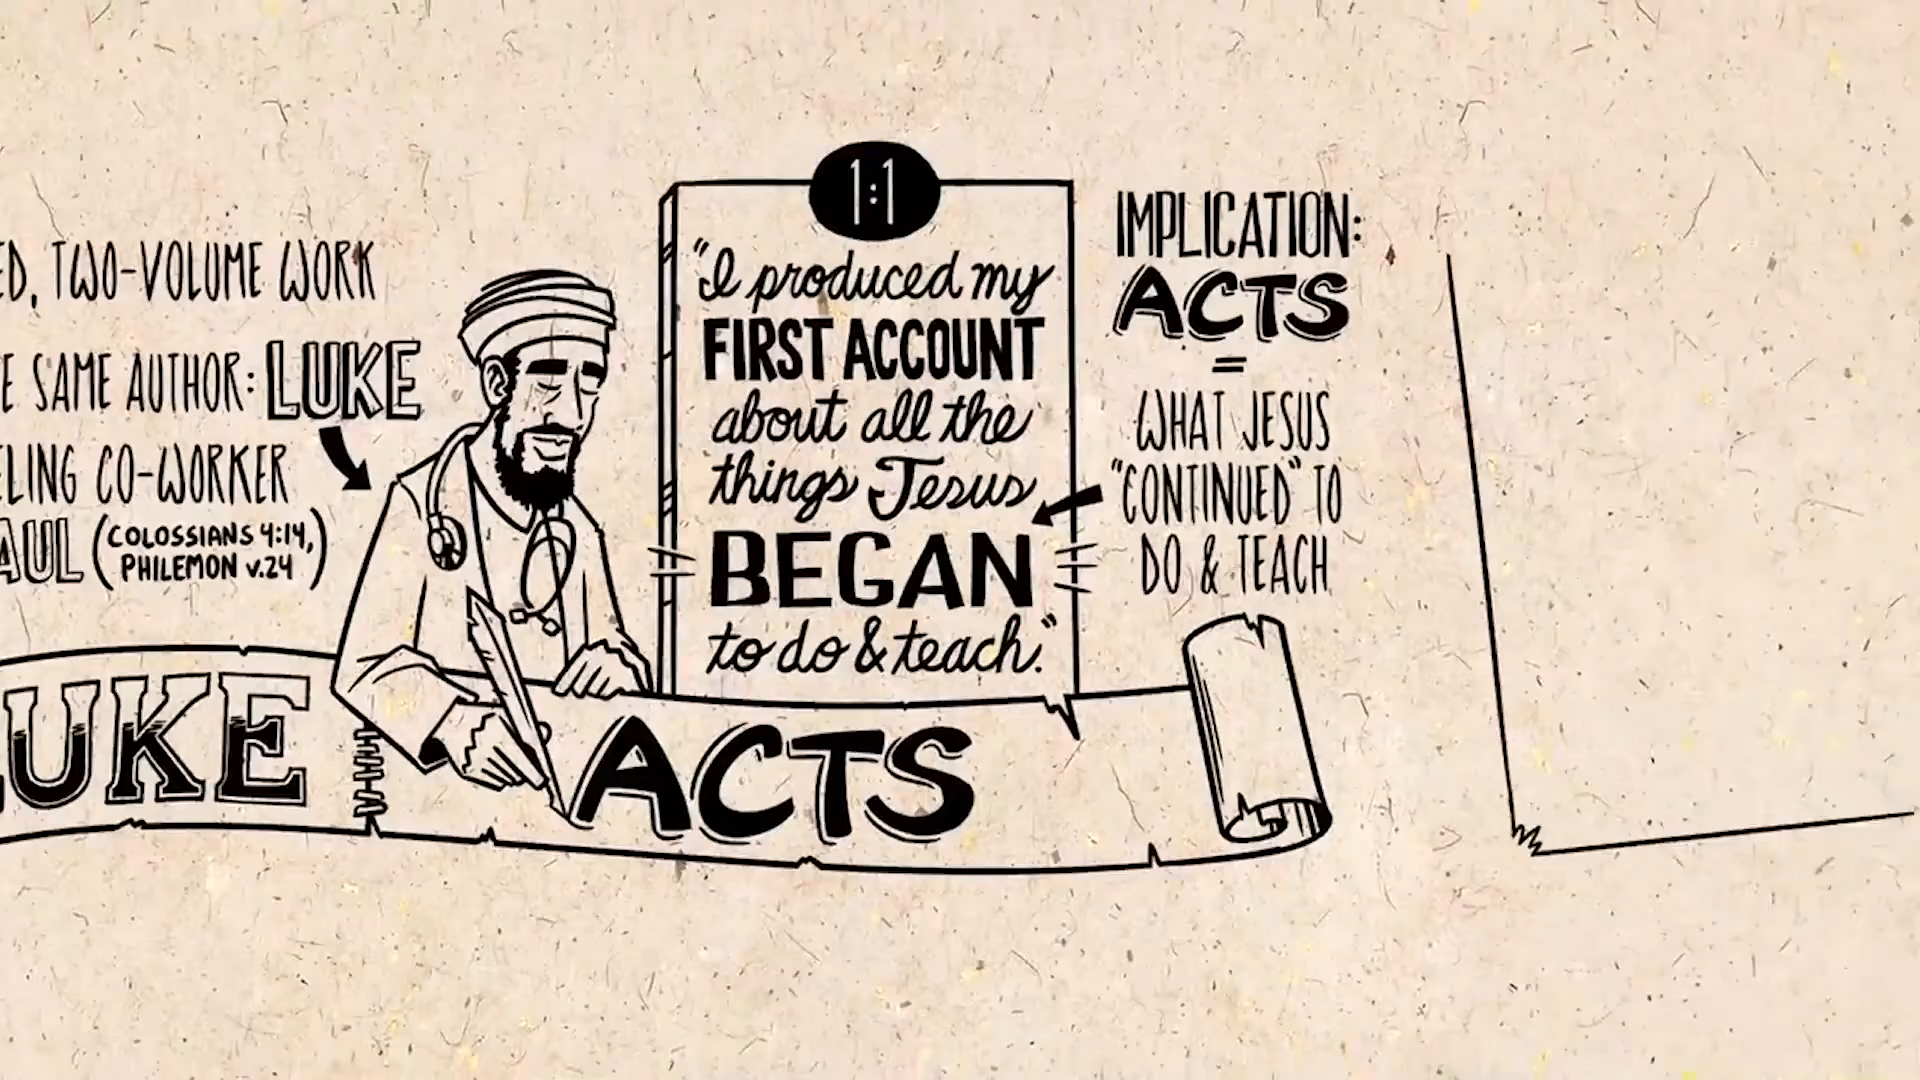 ED, TWO-VOLUME WORK
E SAME AUTHOR: LUKE
ELING CO-WORKER
AUL (COLOSSIANS 4:14,
PHILEMON v.24)
1:1
"I produced my
FIRST ACCOUNT
about all the
things Jesus
BEGAN
to do & teach."
IMPLICATION:
ACTS
=
WHAT JESUS
"CONTINUED" TO
DO & TEACH
LUKE
ACTS